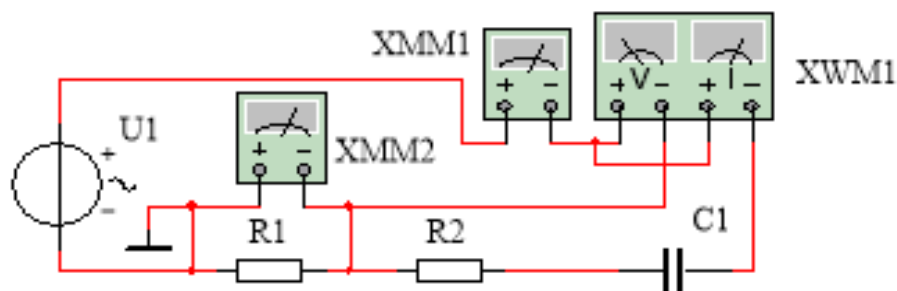 XMM1
XWM1
V I
+ - + - + -
U1
+
XMM2
+ -
-
R1
R2
C1